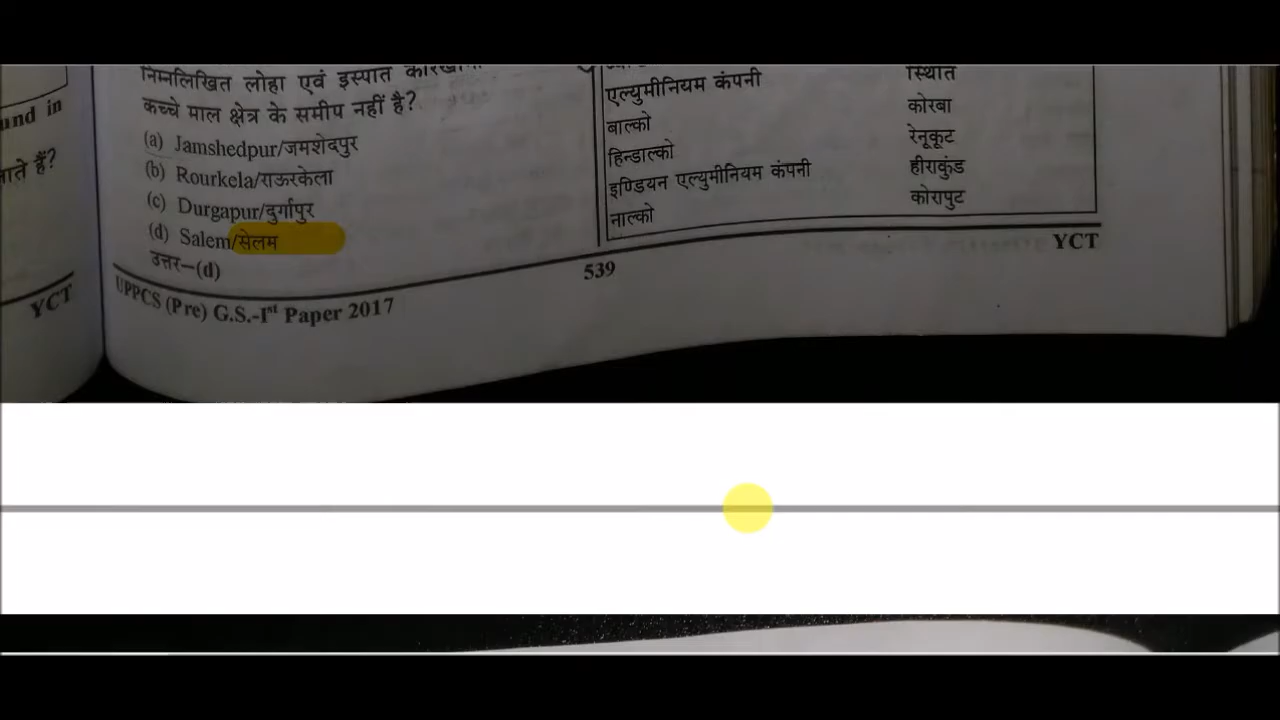 und in
ाते हैं?
YCT
निम्नलिखित लोहा एवं इस्पात
कच्चे माल क्षेत्र के समीप नहीं है?
(a) Jamshedpur/जमशेदपुर
(b) Rourkela/राऊरकेला
(c) Durgapur/दुर्गापुर
(d) Salem/सेलम
उत्तर–(d)
UPPCS (Pre) G.S.-Ist Paper 2017
एल्युमीनियम कंपनी स्थित
बाल्को कोरबा
हिन्डाल्को रेनूकूट
इण्डियन एल्युमीनियम कंपनी हीराकुंड
नाल्को कोरापुट
539
YCT